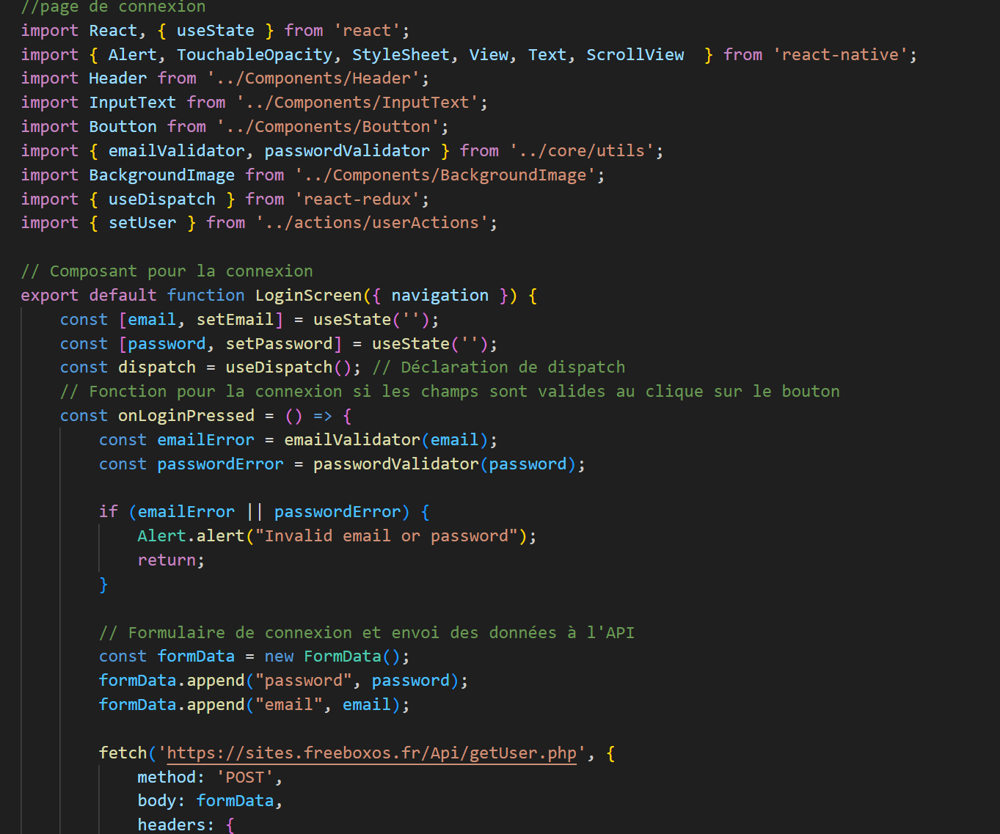 //page de connexion
import React, { useState } from 'react';
import { Alert, TouchableOpacity, StyleSheet, View, Text, ScrollView  } from 'react-native';
import Header from '../Components/Header';
import InputText from '../Components/InputText';
import Boutton from '../Components/Boutton';
import { emailValidator, passwordValidator } from '../core/utils';
import BackgroundImage from '../Components/BackgroundImage';
import { useDispatch } from 'react-redux';
import { setUser } from '../actions/userActions';

// Composant pour la connexion
export default function LoginScreen({ navigation }) {
    const [email, setEmail] = useState('');
    const [password, setPassword] = useState('');
    const dispatch = useDispatch(); // Déclaration de dispatch
    // Fonction pour la connexion si les champs sont valides au clique sur le bouton
    const onLoginPressed = () => {
        const emailError = emailValidator(email);
        const passwordError = passwordValidator(password);

        if (emailError || passwordError) {
            Alert.alert("Invalid email or password");
            return;
        }

        // Formulaire de connexion et envoi des données à l'API
        const formData = new FormData();
        formData.append("password", password);
        formData.append("email", email);

        fetch('https://sites.freeboxos.fr/Api/getUser.php', {
            method: 'POST',
            body: formData,
            headers: {